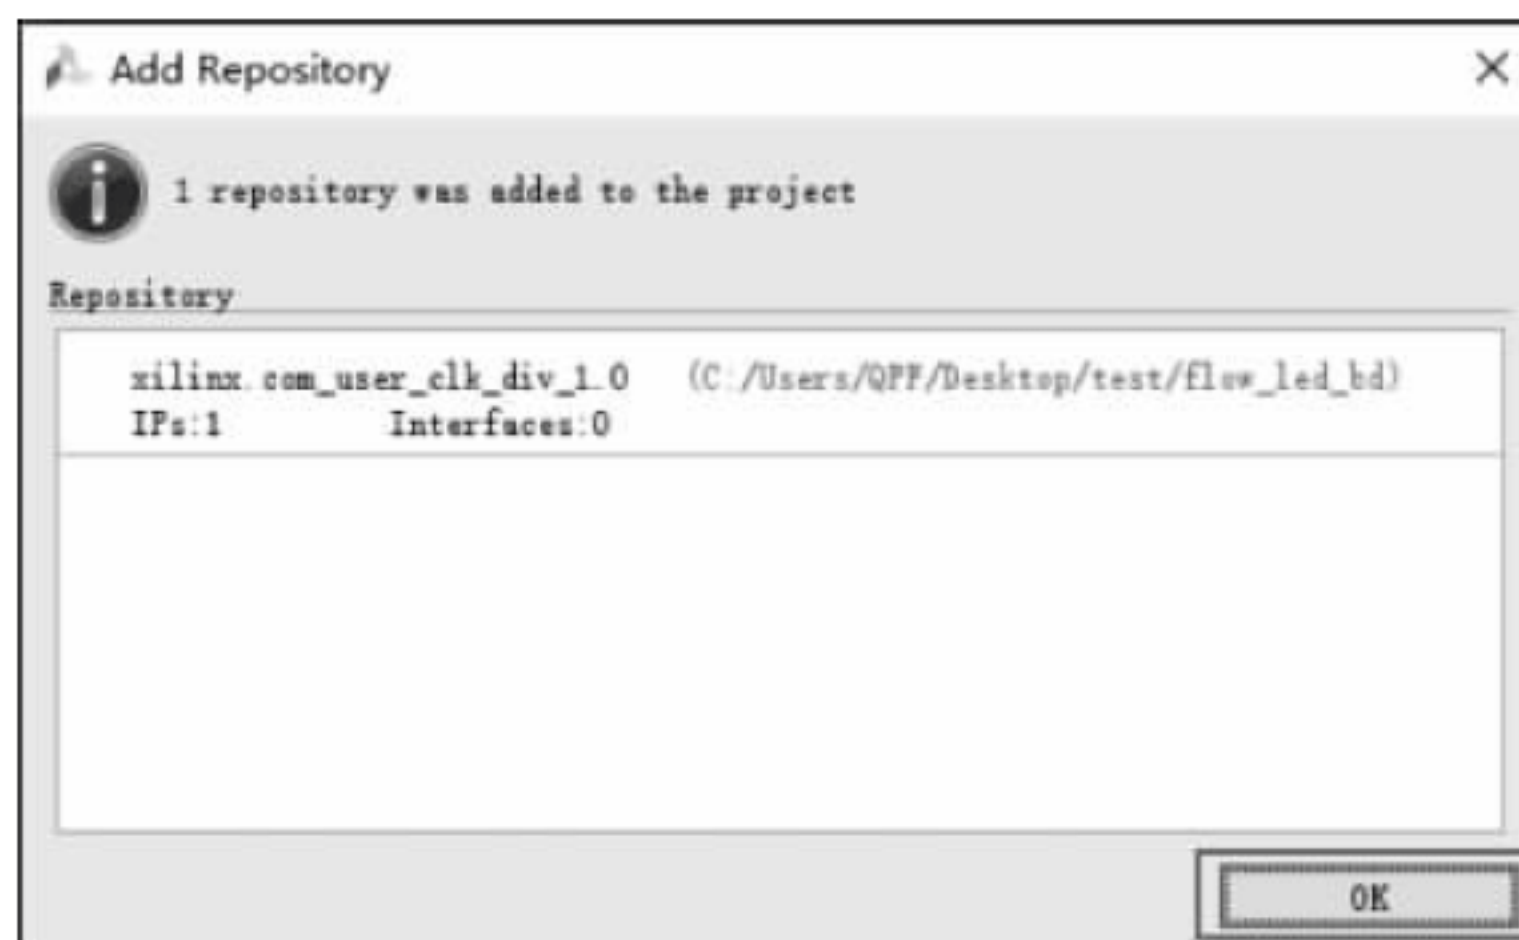 Add Repository
1 repository was added to the project
Repository
xilinx.com_user_clk_div_1.0 (C:/Users/QPF/Desktop/test/flow_led_bd)
IPs:1 Interfaces:0
OK